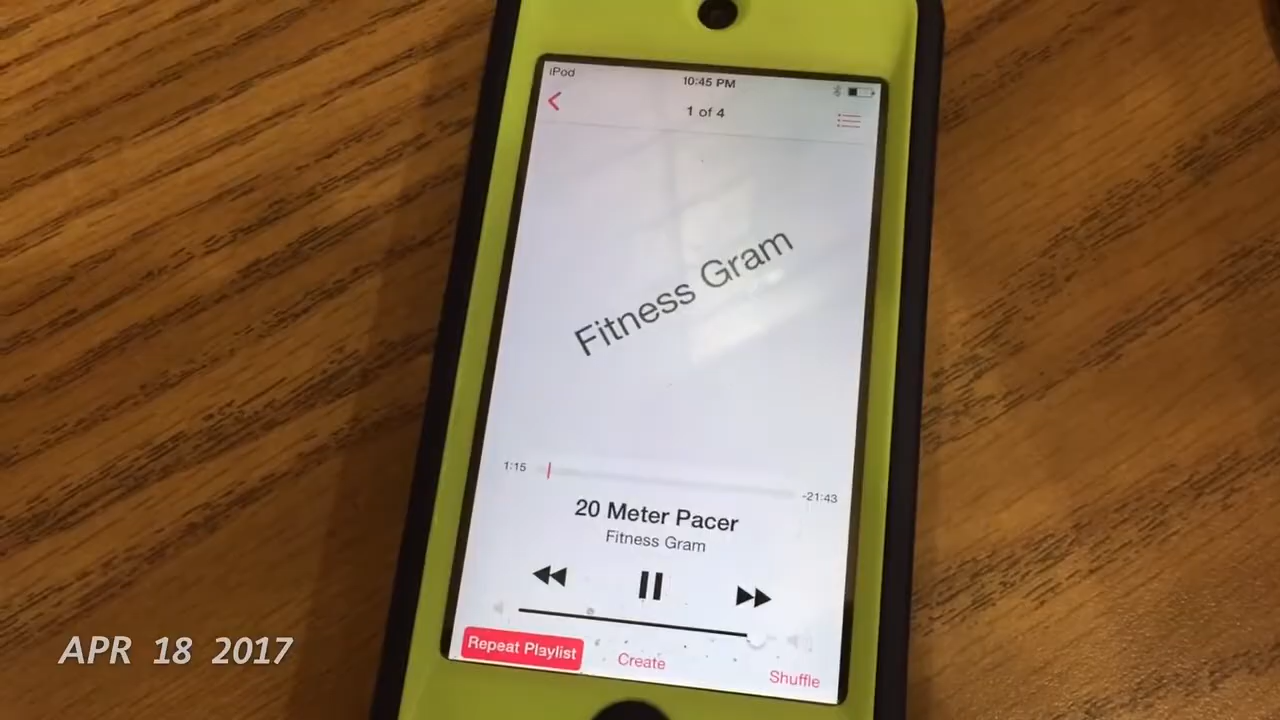 iPod
10:45 PM
1 of 4
Fitness Gram
1:15
-21:43
20 Meter Pacer
Fitness Gram
Repeat Playlist
Create
Shuffle
APR 18 2017